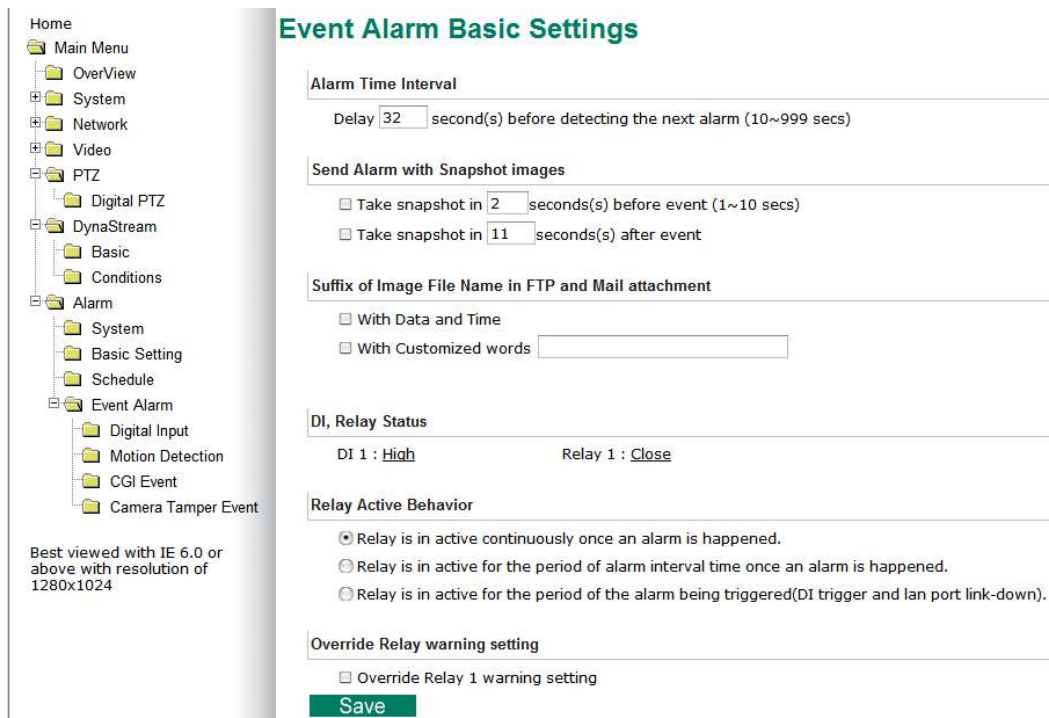 Home
Main Menu
OverView
System
Network
Video
PTZ
Digital PTZ
DynaStream
Basic
Conditions
Alarm
System
Basic Setting
Schedule
Event Alarm
Digital Input
Motion Detection
CGI Event
Camera Tamper Event
Best viewed with IE 6.0 or
above with resolution of
1280x1024
Event Alarm Basic Settings
Alarm Time Interval
Delay 32 second(s) before detecting the next alarm (10~999 secs)
Send Alarm with Snapshot images
Take snapshot in 2 seconds(s) before event (1~10 secs)
Take snapshot in 11 seconds(s) after event
Suffix of Image File Name in FTP and Mail attachment
With Data and Time
With Customized words
DI, Relay Status
DI 1 : High Relay 1 : Close
Relay Active Behavior
Relay is in active continuously once an alarm is happened.
Relay is in active for the period of alarm interval time once an alarm is happened.
Relay is in active for the period of the alarm being triggered(DI trigger and lan port link-down).
Override Relay warning setting
Override Relay 1 warning setting
Save